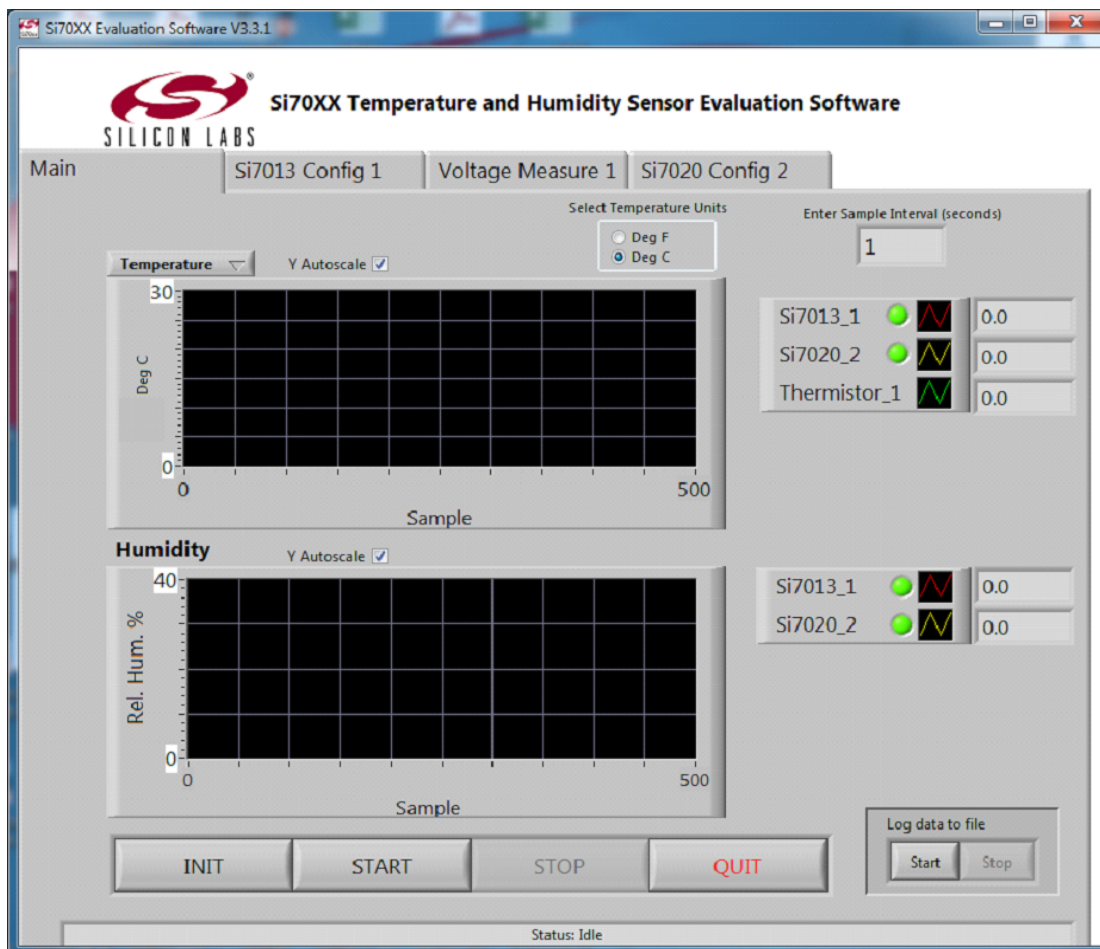 Si70XX Evaluation Software V3.3.1
SILICON LABS
Si70XX Temperature and Humidity Sensor Evaluation Software
Main
Si7013 Config 1
Voltage Measure 1
Si7020 Config 2
Select Temperature Units
Deg F
Deg C
Enter Sample Interval (seconds)
1
Temperature
Y Autoscale
30
Deg C
0
0
500
Sample
Si7013_1
0.0
Si7020_2
0.0
Thermistor_1
0.0
Humidity
Y Autoscale
40
Rel. Hum. %
0
0
500
Sample
Si7013_1
0.0
Si7020_2
0.0
INIT
START
STOP
QUIT
Log data to file
Start
Stop
Status: Idle